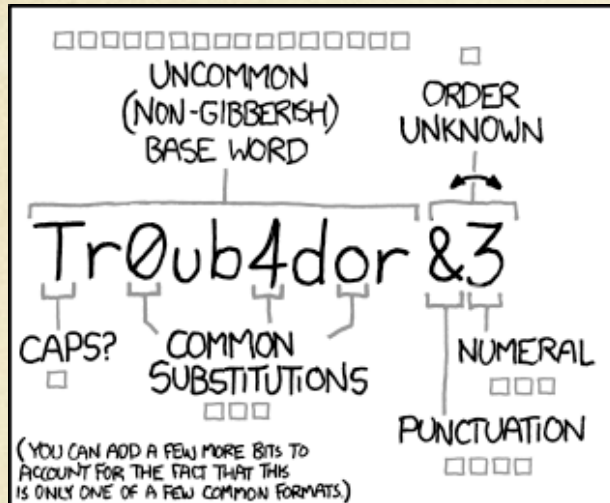 UNCOMMON
(NON-GIBBERISH)
BASE WORD
ORDER
UNKNOWN
Tr0ub4dor &3
CAPS?
COMMON
SUBSTITUTIONS
NUMERAL
PUNCTUATION
(YOU CAN ADD A FEW MORE BITS TO
ACCOUNT FOR THE FACT THAT THIS
IS ONLY ONE OF A FEW COMMON FORMATS.)